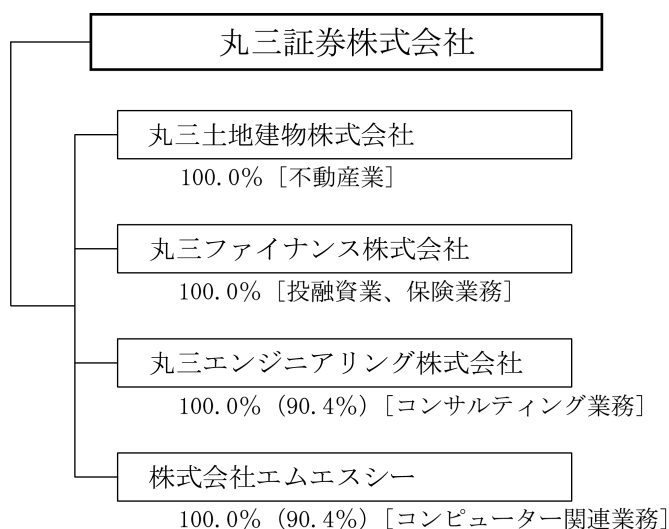 丸三証券株式会社
丸三土地建物株式会社
100.0% [不動産業]
丸三ファイナンス株式会社
100.0% [投融資業、保険業務]
丸三エンジニアリング株式会社
100.0% (90.4%) [コンサルティング業務]
株式会社エムエスシー
100.0% (90.4%) [コンピューター関連業務]